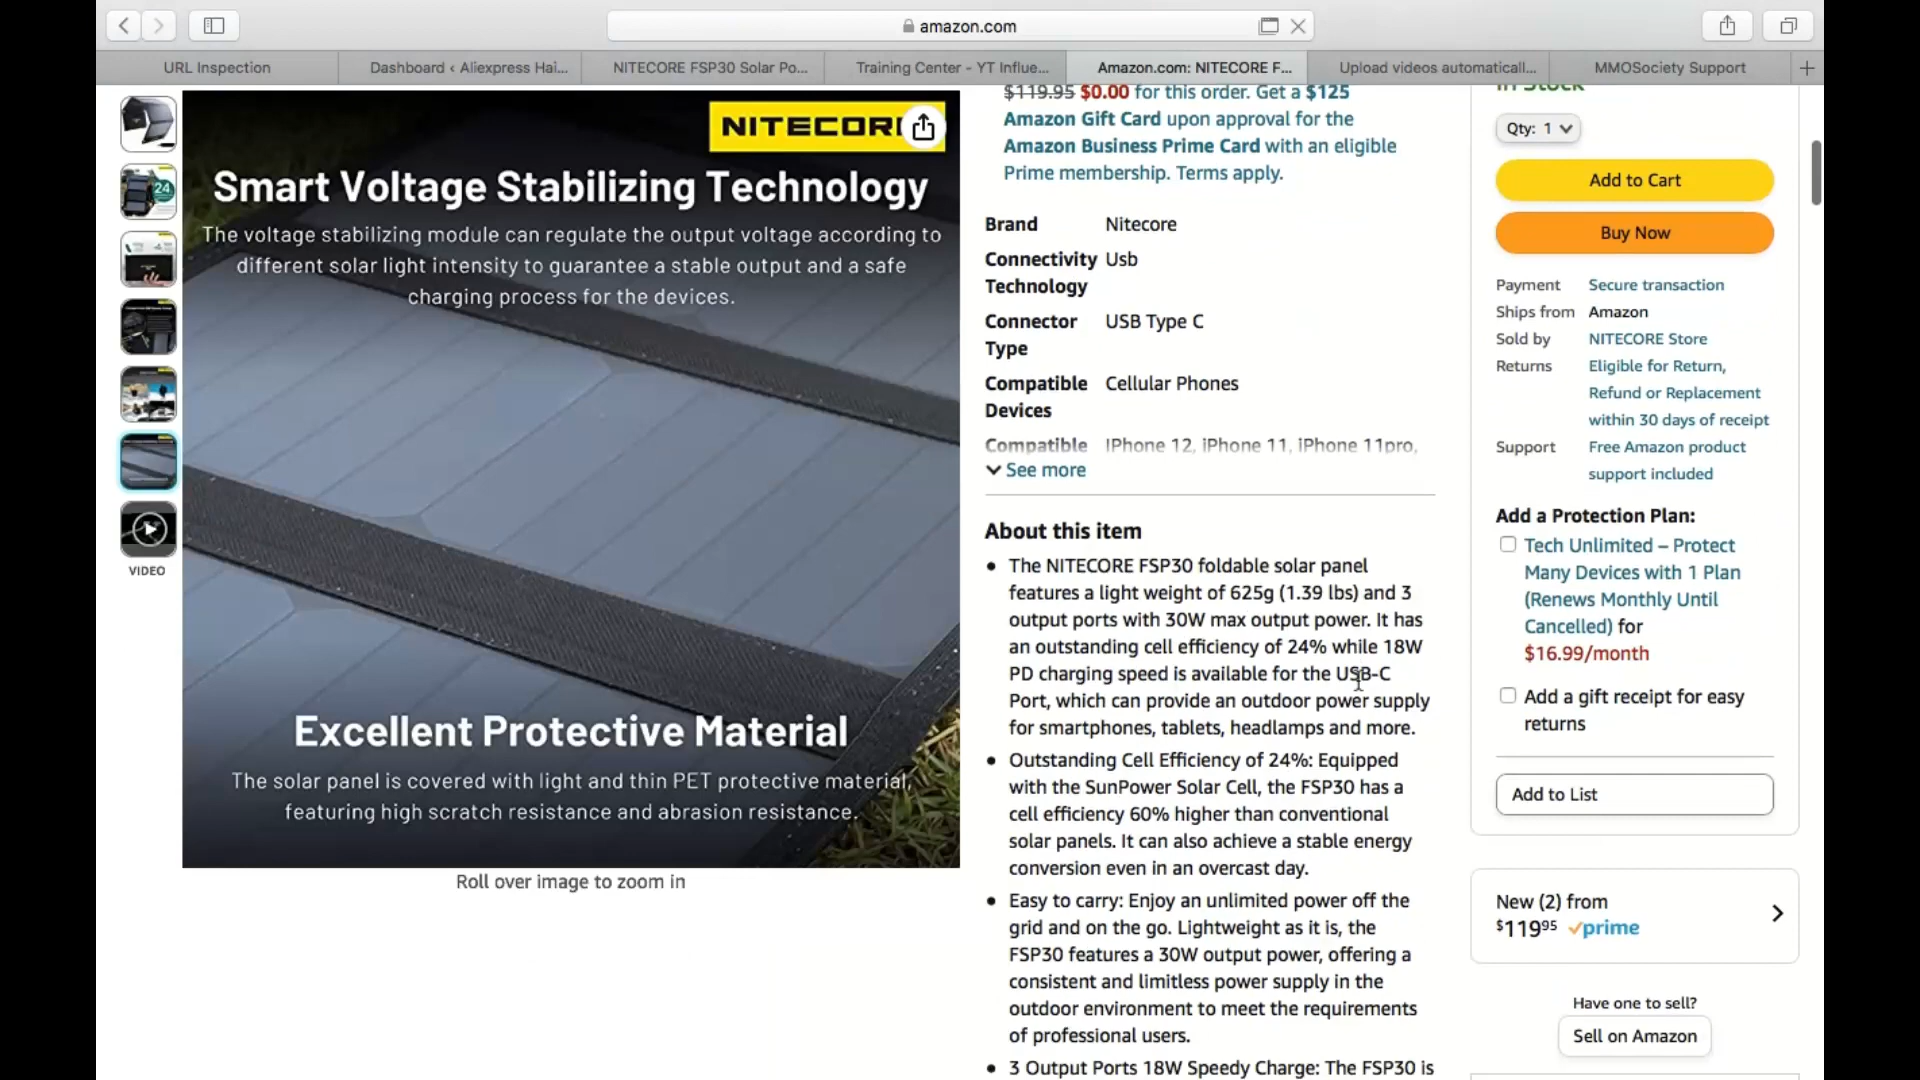 amazon.com
URL Inspection
Dashboard ‹ Aliexpress Hai...
NITECORE FSP30 Solar Po...
Training Center - YT Influe...
Amazon.com: NITECORE F...
Upload videos automaticall...
MMOSociety Support
NITECOR
Smart Voltage Stabilizing Technology
The voltage stabilizing module can regulate the output voltage according to
different solar light intensity to guarantee a stable output and a safe
charging process for the devices.
Excellent Protective Material
The solar panel is covered with light and thin PET protective material,
featuring high scratch resistance and abrasion resistance.
24
VIDEO
Roll over image to zoom in
$119.95 $0.00 for this order. Get a $125
Amazon Gift Card upon approval for the
Amazon Business Prime Card with an eligible
Prime membership. Terms apply.
Brand Nitecore
Connectivity Usb
Technology
Connector USB Type C
Type
Compatible Cellular Phones
Devices
Compatible IPhone 12, iPhone 11, iPhone 11pro,
See more
About this item
The NITECORE FSP30 foldable solar panel
features a light weight of 625g (1.39 lbs) and 3
output ports with 30W max output power. It has
an outstanding cell efficiency of 24% while 18W
PD charging speed is available for the USB-C
Port, which can provide an outdoor power supply
for smartphones, tablets, headlamps and more.
Outstanding Cell Efficiency of 24%: Equipped
with the SunPower Solar Cell, the FSP30 has a
cell efficiency 60% higher than conventional
solar panels. It can also achieve a stable energy
conversion even in an overcast day.
Easy to carry: Enjoy an unlimited power off the
grid and on the go. Lightweight as it is, the
FSP30 features a 30W output power, offering a
consistent and limitless power supply in the
outdoor environment to meet the requirements
of professional users.
3 Output Ports 18W Speedy Charge: The FSP30 is
In Stock
Qty: 1
Add to Cart
Buy Now
Payment Secure transaction
Ships from Amazon
Sold by NITECORE Store
Returns Eligible for Return,
Refund or Replacement
within 30 days of receipt
Support Free Amazon product
support included
Add a Protection Plan:
Tech Unlimited – Protect
Many Devices with 1 Plan
(Renews Monthly Until
Cancelled) for
$16.99/month
Add a gift receipt for easy
returns
Add to List
New (2) from
$119.95 prime
Have one to sell?
Sell on Amazon